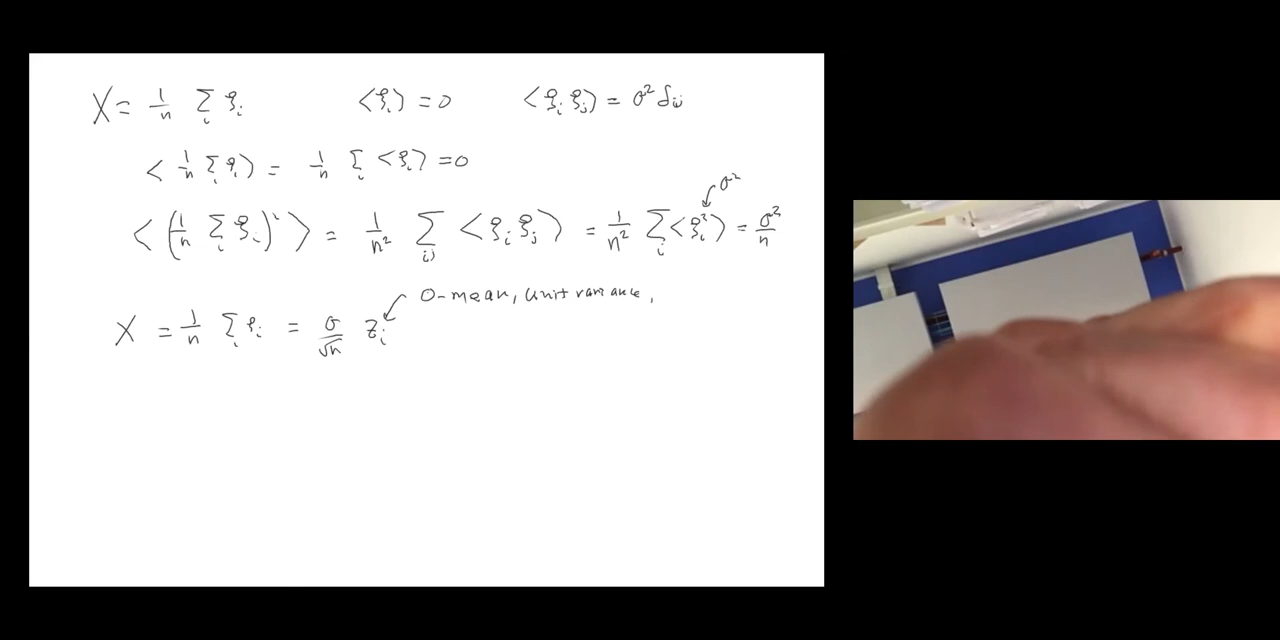 X = 1/n Σ_i ξ_i ⟨ξ_i⟩ = 0 ⟨ξ_i ξ_j⟩ = σ² δ_ij
⟨ 1/n Σ_i ξ_i ⟩ = 1/n Σ_i ⟨ξ_i⟩ = 0
σ²
⟨ ( 1/n Σ_i ξ_i )² ⟩ = 1/n² Σ_ij ⟨ξ_i ξ_j⟩ = 1/n² Σ_i ⟨ξ_i²⟩ = σ²/n
0-mean, unit variance,
X = 1/n Σ_i ξ_i = σ/√n z_i